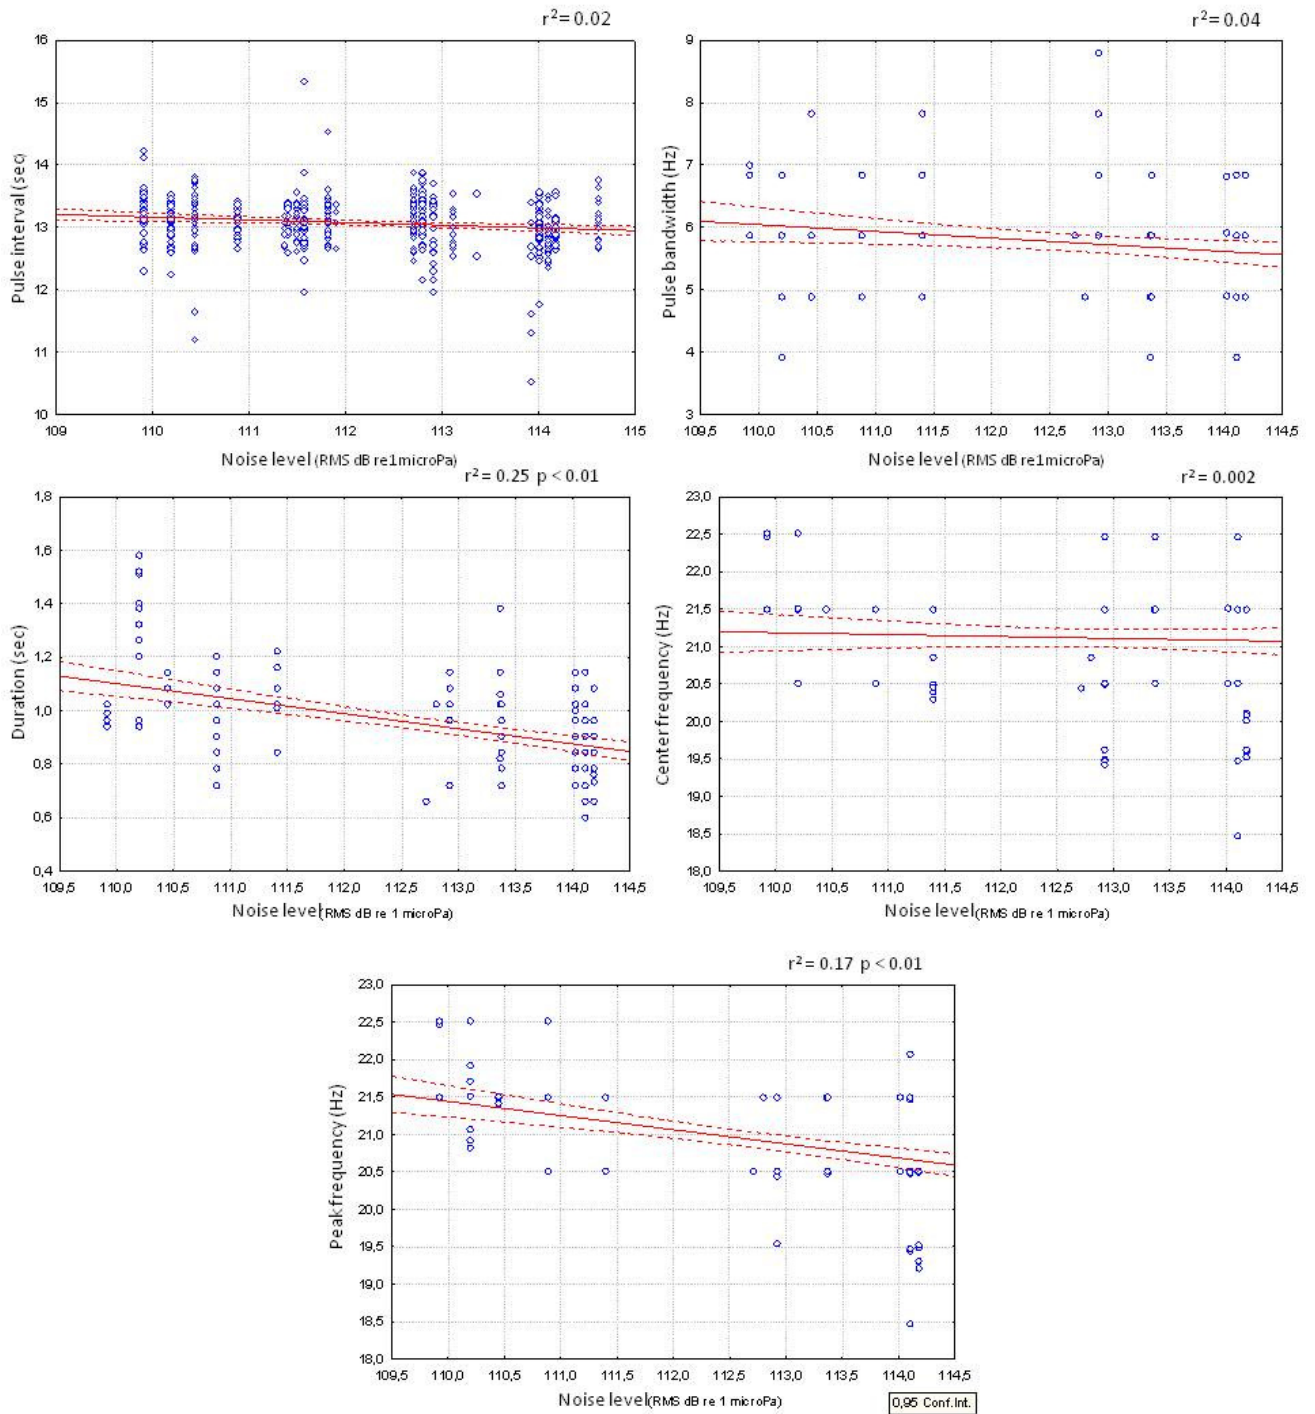 r² = 0.02
16
15
14
13
12
11
10
Pulse interval (sec)
109 110 111 112 113 114 115
Noise level (RMS dB re1microPa)
r² = 0.04
9
8
7
6
5
4
3
Pulse bandwidth (Hz)
109,5 110,0 110,5 111,0 111,5 112,0 112,5 113,0 113,5 114,0 114,5
Noise level (RMS dB re1microPa)
r² = 0.25 p < 0.01
1,8
1,6
1,4
1,2
1,0
0,8
0,6
0,4
Duration (sec)
109,5 110,0 110,5 111,0 111,5 112,0 112,5 113,0 113,5 114,0 114,5
Noise level (RMS dB re 1 microPa)
r² = 0.002
23,0
22,5
22,0
21,5
21,0
20,5
20,0
19,5
19,0
18,5
18,0
Center frequency (Hz)
109,5 110,0 110,5 111,0 111,5 112,0 112,5 113,0 113,5 114,0 114,5
Noise level (RMS dB re 1 microPa)
r² = 0.17 p < 0.01
23,0
22,5
22,0
21,5
21,0
20,5
20,0
19,5
19,0
18,5
18,0
Peak frequency (Hz)
109,5 110,0 110,5 111,0 111,5 112,0 112,5 113,0 113,5 114,0 114,5
Noise level (RMS dB re 1 microPa)
0,95 Conf.Int.